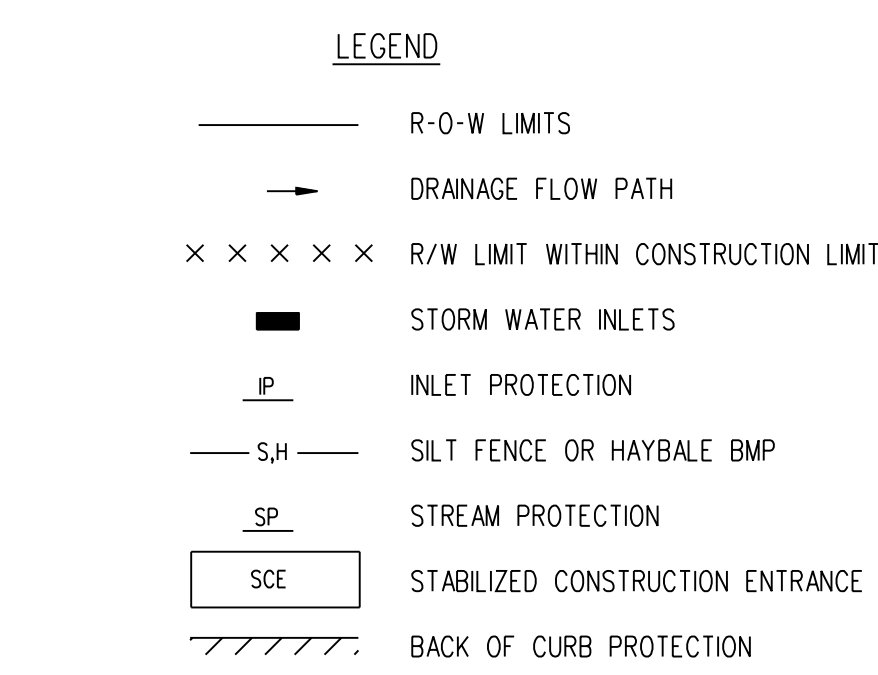 LEGEND
R-O-W LIMITS
DRAINAGE FLOW PATH
R/W LIMIT WITHIN CONSTRUCTION LIMIT
STORM WATER INLETS
IP INLET PROTECTION
S,H SILT FENCE OR HAYBALE BMP
SP STREAM PROTECTION
SCE STABILIZED CONSTRUCTION ENTRANCE
BACK OF CURB PROTECTION